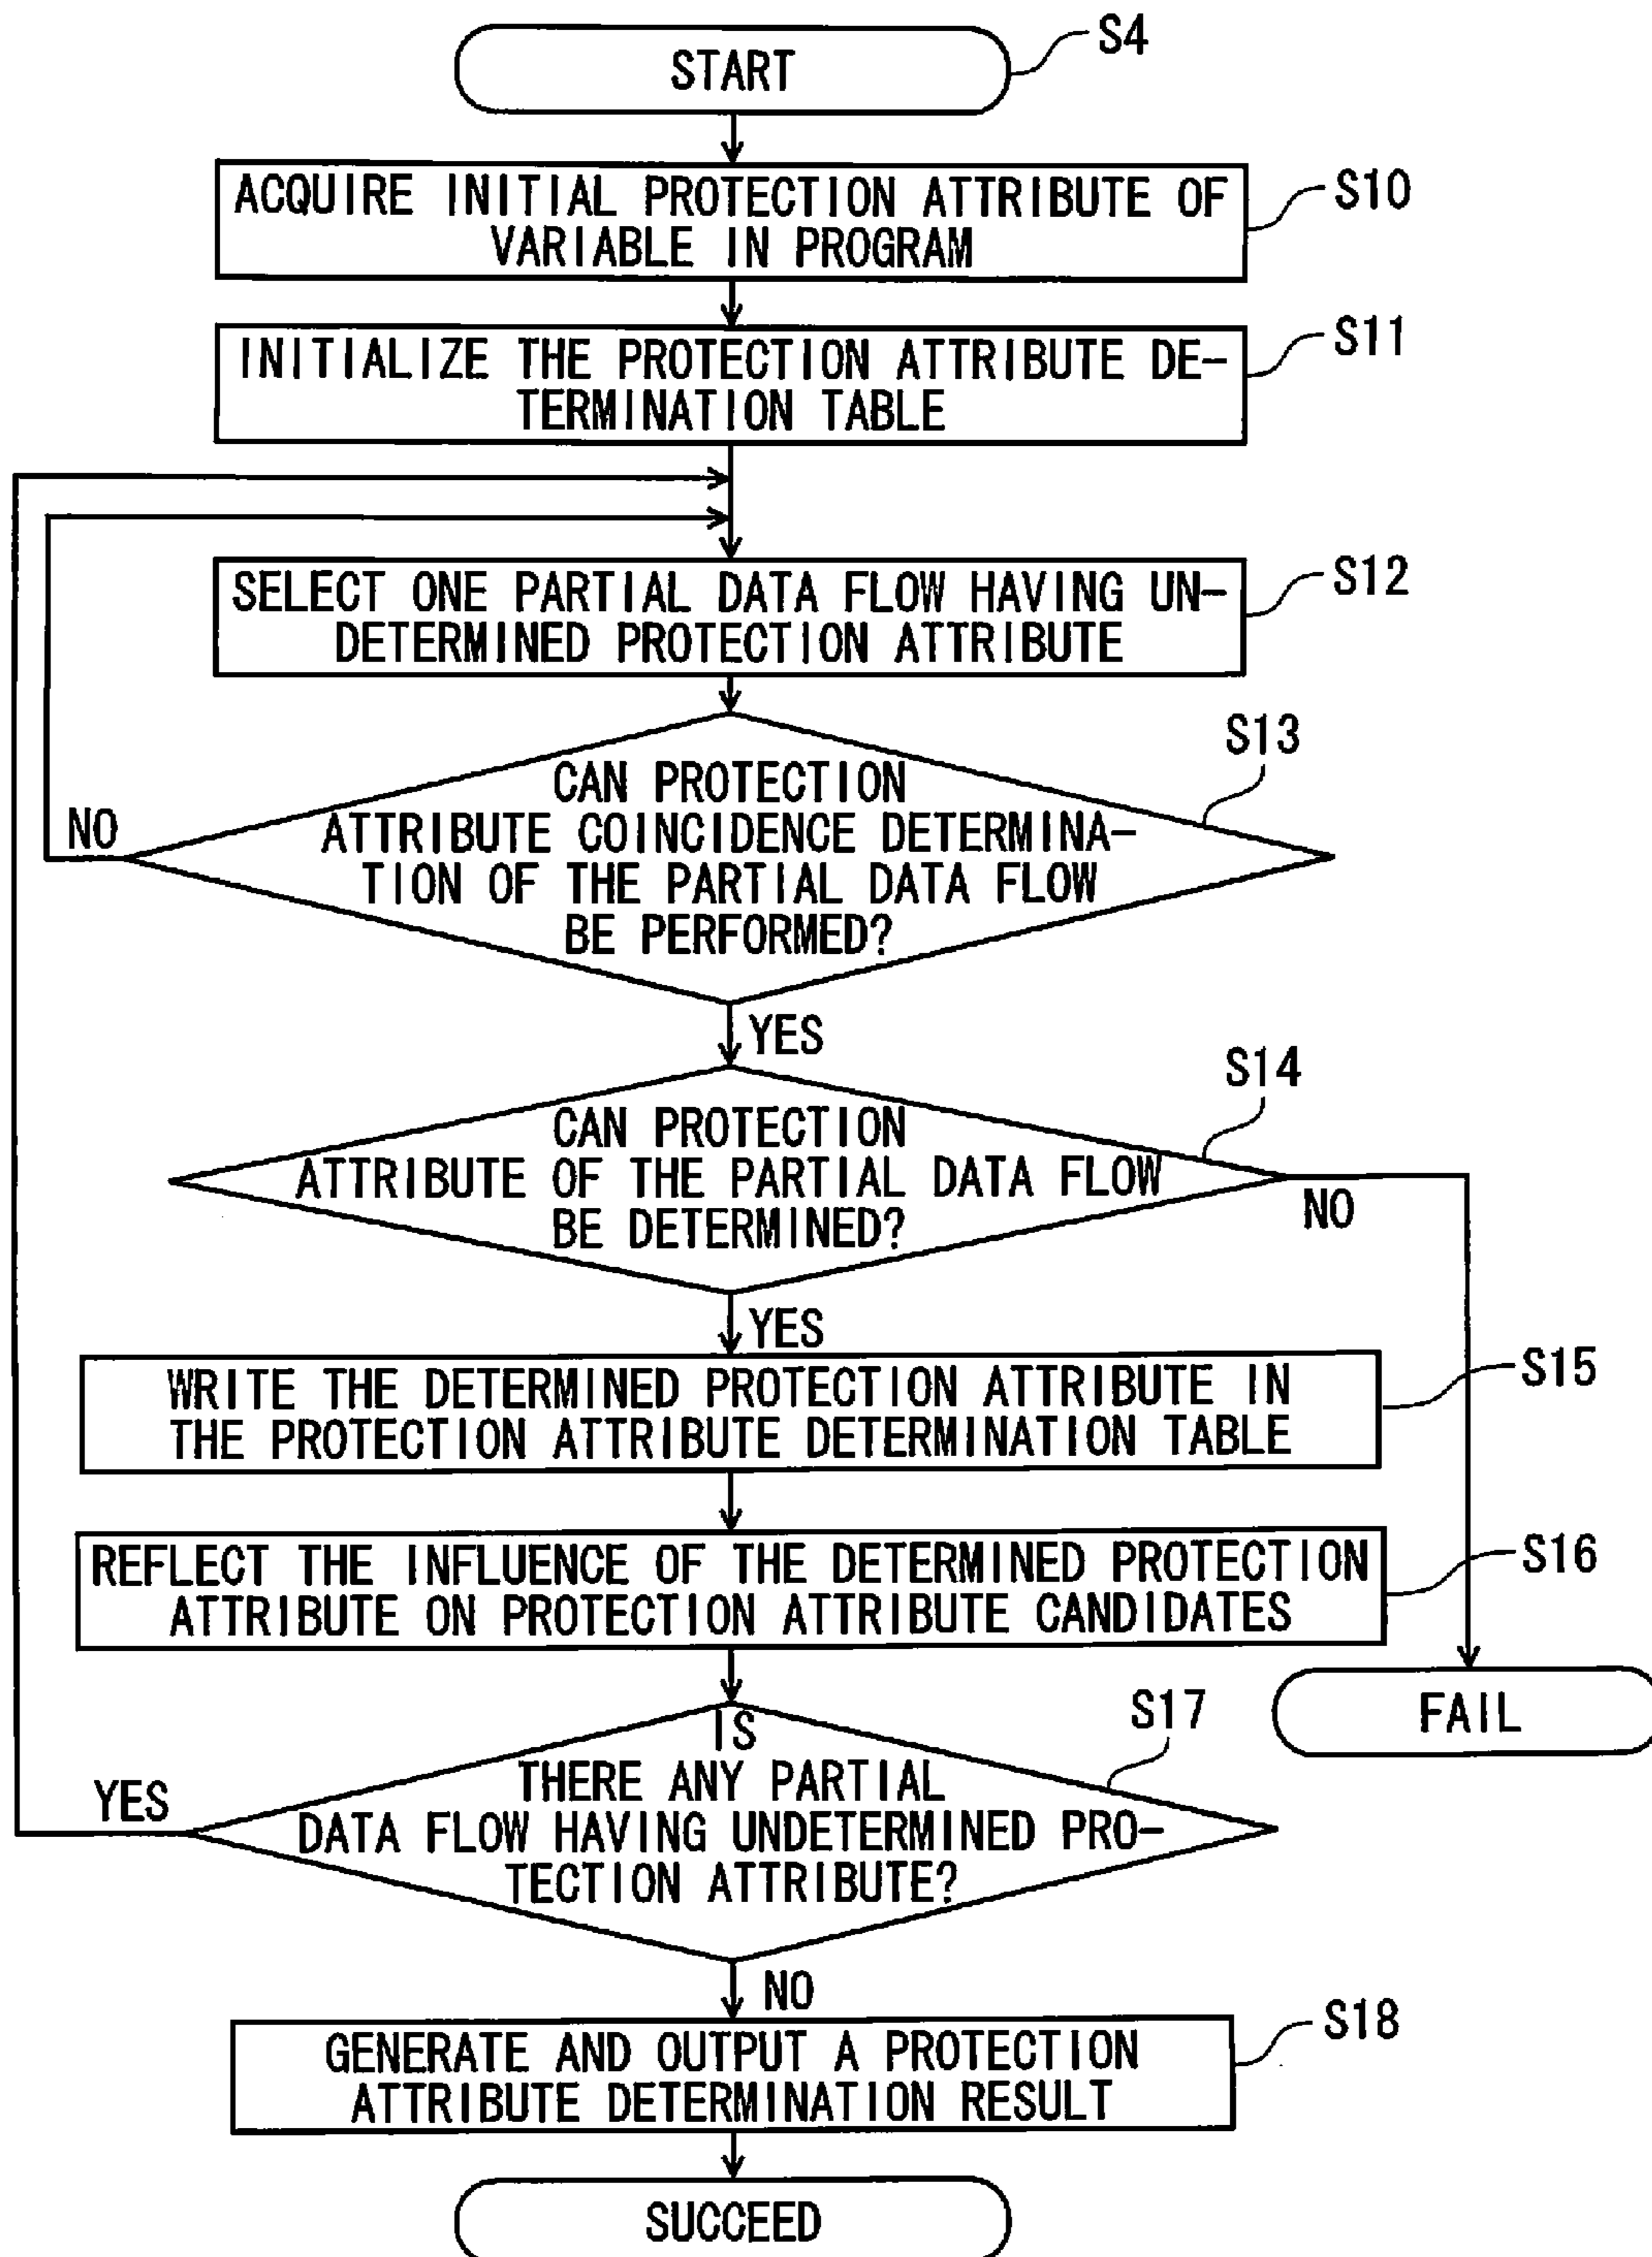 START
S4
ACQUIRE INITIAL PROTECTION ATTRIBUTE OF
VARIABLE IN PROGRAM
S10
INITIALIZE THE PROTECTION ATTRIBUTE DE-
TERMINATION TABLE
S11
SELECT ONE PARTIAL DATA FLOW HAVING UN-
DETERMINED PROTECTION ATTRIBUTE
S12
CAN PROTECTION
ATTRIBUTE COINCIDENCE DETERMINA-
TION OF THE PARTIAL DATA FLOW
BE PERFORMED?
S13
NO
YES
CAN PROTECTION
ATTRIBUTE OF THE PARTIAL DATA FLOW
BE DETERMINED?
S14
NO
YES
WRITE THE DETERMINED PROTECTION ATTRIBUTE IN
THE PROTECTION ATTRIBUTE DETERMINATION TABLE
S15
REFLECT THE INFLUENCE OF THE DETERMINED PROTECTION
ATTRIBUTE ON PROTECTION ATTRIBUTE CANDIDATES
S16
FAIL
IS
THERE ANY PARTIAL
DATA FLOW HAVING UNDETERMINED PRO-
TECTION ATTRIBUTE?
S17
YES
NO
GENERATE AND OUTPUT A PROTECTION
ATTRIBUTE DETERMINATION RESULT
S18
SUCCEED